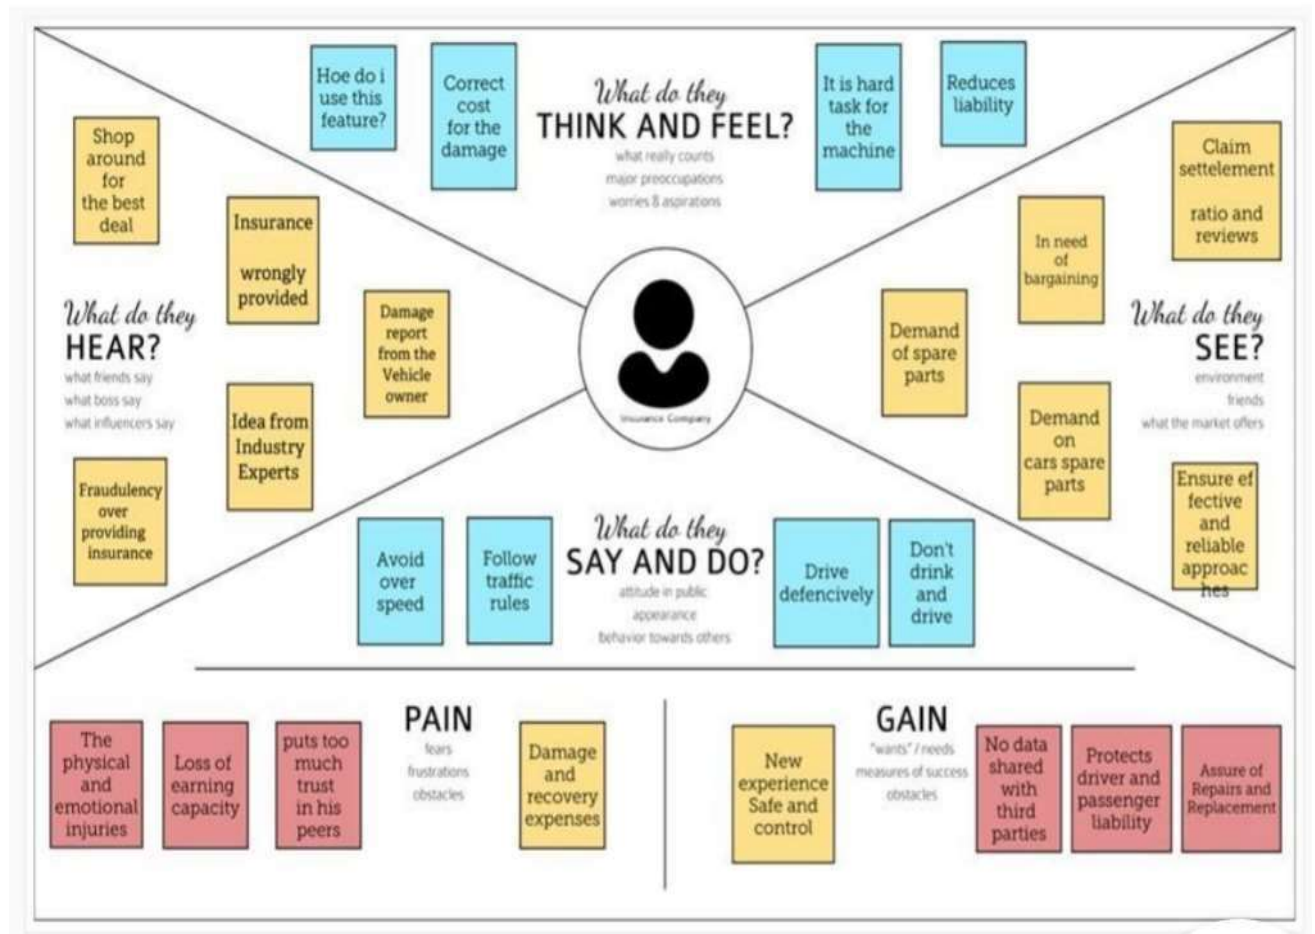 Hoe do i
use this
feature?
Correct
cost
for the
damage
What do they
THINK AND FEEL?
what really counts
major preoccupations
worries & aspirations
It is hard
task for
the
machine
Reduces
liability
Shop
around
for
the best
deal
Insurance
wrongly
provided
Damage
report
from the
Vehicle
owner
What do they
HEAR?
what friends say
what boss say
what influencers say
Idea from
Industry
Experts
Fraudulency
over
providing
insurance
Insurance Company
Claim
settelement
ratio and
reviews
In need
of
bargaining
Demand
of spare
parts
What do they
SEE?
environment
friends
what the market offers
Demand
on
cars spare
parts
Ensure ef
fective
and
reliable
approac
hes
Avoid
over
speed
Follow
traffic
rules
What do they
SAY AND DO?
attitude in public
appearance
behavior towards others
Drive
defencively
Don't
drink
and
drive
The
physical
and
emotional
injuries
Loss of
earning
capacity
puts too
much
trust
in his
peers
PAIN
fears
frustrations
obstacles
Damage
and
recovery
expenses
New
experience
Safe and
control
GAIN
"wants" / needs
measures of success
obstacles
No data
shared
with
third
parties
Protects
driver and
passenger
liability
Assure of
Repairs and
Replacement